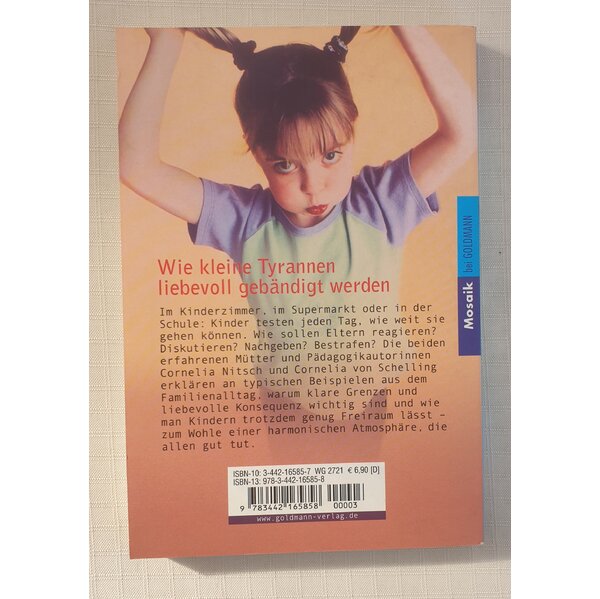 Wie kleine Tyrannen
liebevoll gebändigt werden
Im Kinderzimmer, im Supermarkt oder in der
Schule: Kinder testen jeden Tag, wie weit sie
gehen können. Wie sollen Eltern reagieren?
Diskutieren? Nachgeben? Bestrafen? Die beiden
erfahrenen Mütter und Pädagogikautorinnen
Cornelia Nitsch und Cornelia von Schelling
erklären an typischen Beispielen aus dem
Familienalltag, warum klare Grenzen und
liebevolle Konsequenz wichtig sind und wie
man Kindern trotzdem genug Freiraum lässt –
zum Wohle einer harmonischen Atmosphäre, die
allen gut tut.
Mosaik bei GOLDMANN
ISBN-10: 3-442-16585-7 WG 2721 € 6,90 [D]
ISBN-13: 978-3-442-16585-8
9 783442 165858 00003
www.goldmann-verlag.de